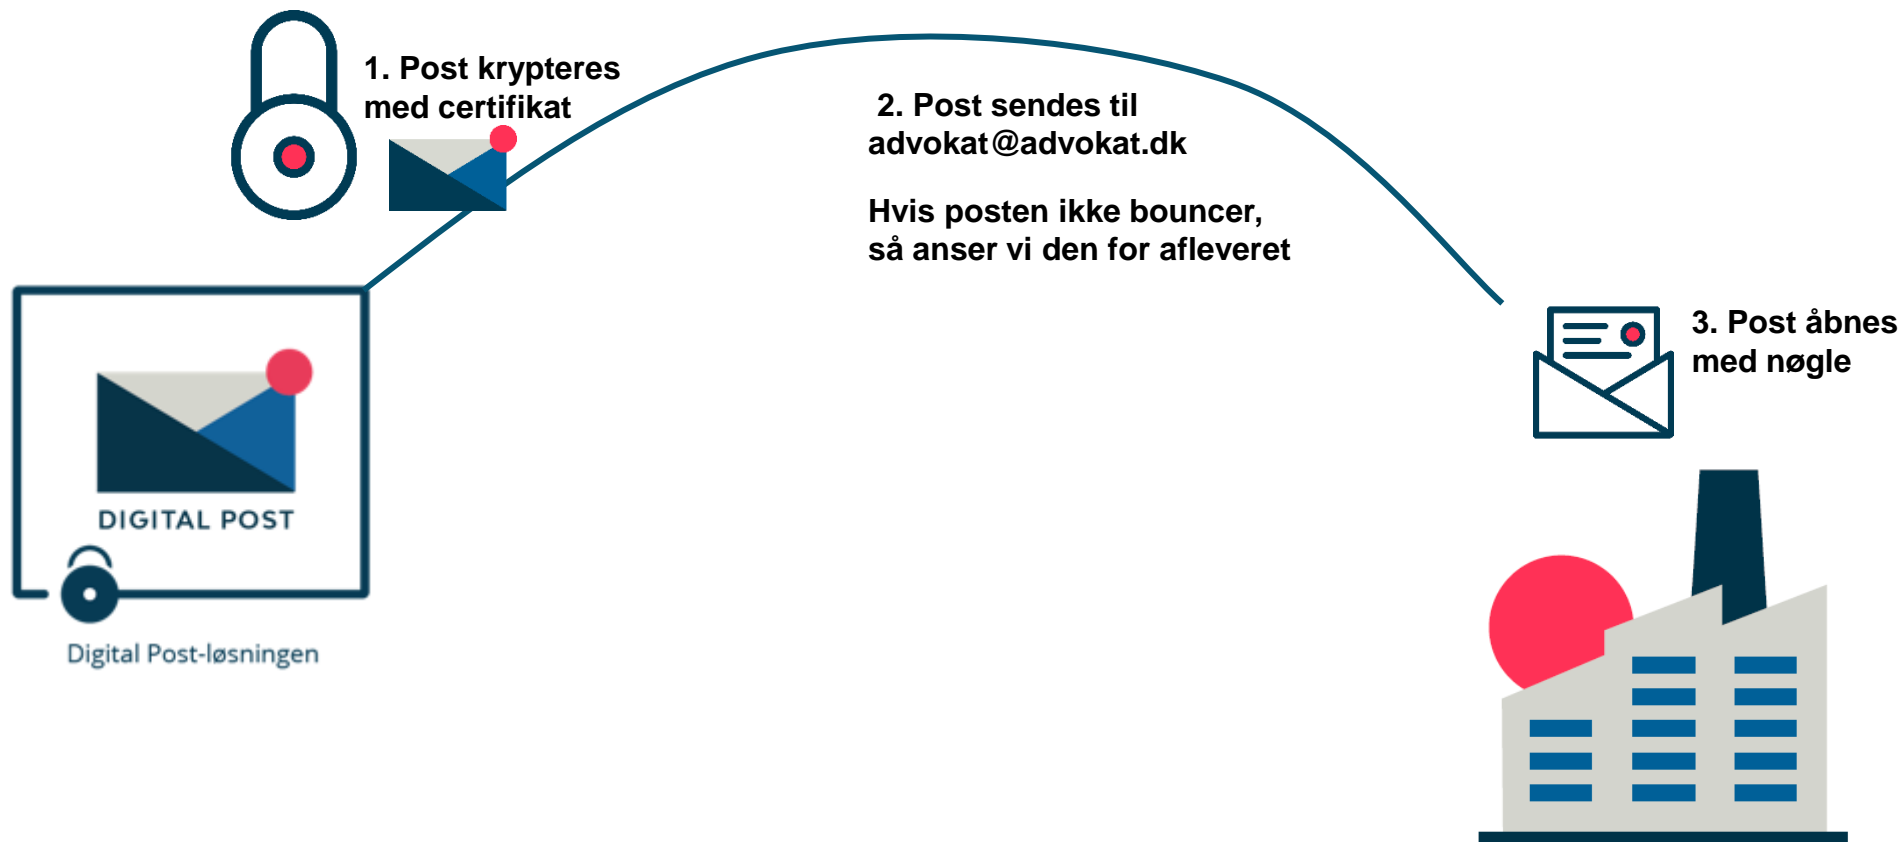 1. Post krypteres
med certifikat
2. Post sendes til
advokat@advokat.dk
Hvis posten ikke bouncer,
så anser vi den for afleveret
3. Post åbnes
med nøgle
DIGITAL POST
Digital Post-løsningen